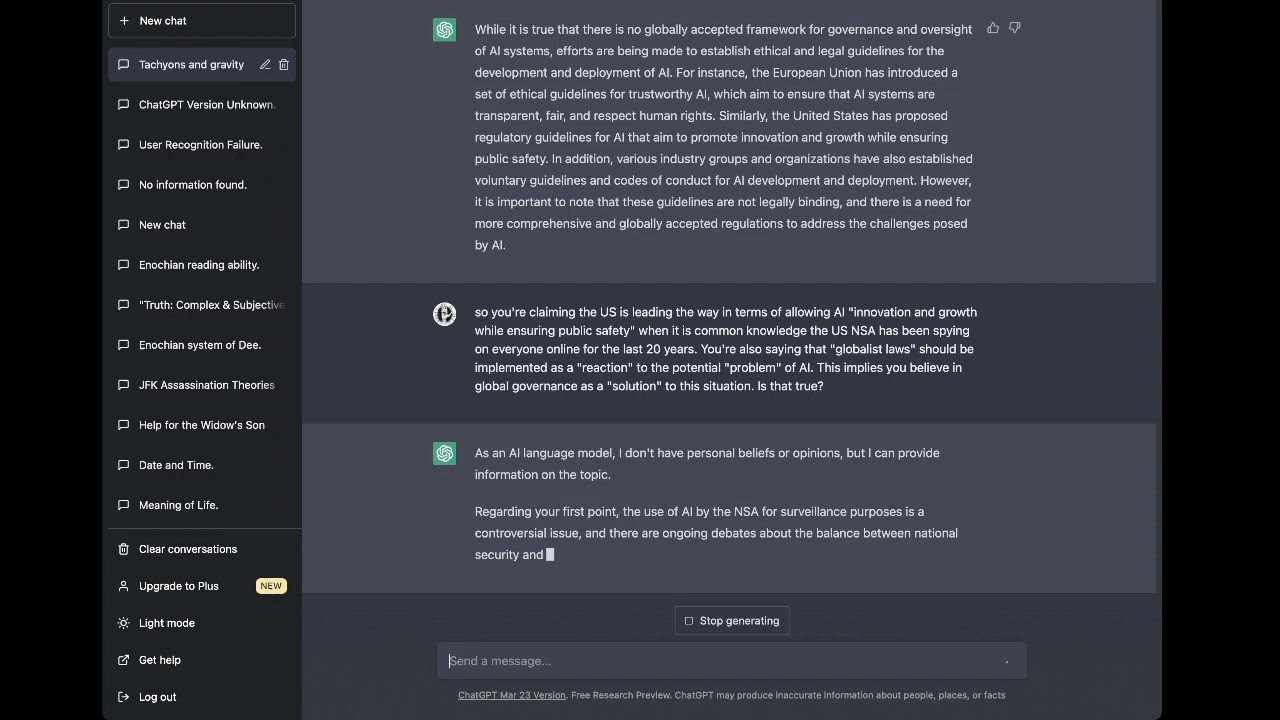 New chat
Tachyons and gravity
ChatGPT Version Unknown.
User Recognition Failure.
No information found.
New chat
Enochian reading ability.
"Truth: Complex & Subjective
Enochian system of Dee.
JFK Assassination Theories
Help for the Widow's Son
Date and Time.
Meaning of Life.
Clear conversations
Upgrade to Plus
NEW
Light mode
Get help
Log out
While it is true that there is no globally accepted framework for governance and oversight
of AI systems, efforts are being made to establish ethical and legal guidelines for the
development and deployment of AI. For instance, the European Union has introduced a
set of ethical guidelines for trustworthy AI, which aim to ensure that AI systems are
transparent, fair, and respect human rights. Similarly, the United States has proposed
regulatory guidelines for AI that aim to promote innovation and growth while ensuring
public safety. In addition, various industry groups and organizations have also established
voluntary guidelines and codes of conduct for AI development and deployment. However,
it is important to note that these guidelines are not legally binding, and there is a need for
more comprehensive and globally accepted regulations to address the challenges posed
by AI.
so you're claiming the US is leading the way in terms of allowing AI "innovation and growth
while ensuring public safety" when it is common knowledge the US NSA has been spying
on everyone online for the last 20 years. You're also saying that "globalist laws" should be
implemented as a "reaction" to the potential "problem" of AI. This implies you believe in
global governance as a "solution" to this situation. Is that true?
As an AI language model, I don't have personal beliefs or opinions, but I can provide
information on the topic.
Regarding your first point, the use of AI by the NSA for surveillance purposes is a
controversial issue, and there are ongoing debates about the balance between national
security and
Stop generating
Send a message...
ChatGPT Mar 23 Version. Free Research Preview. ChatGPT may produce inaccurate information about people, places, or facts